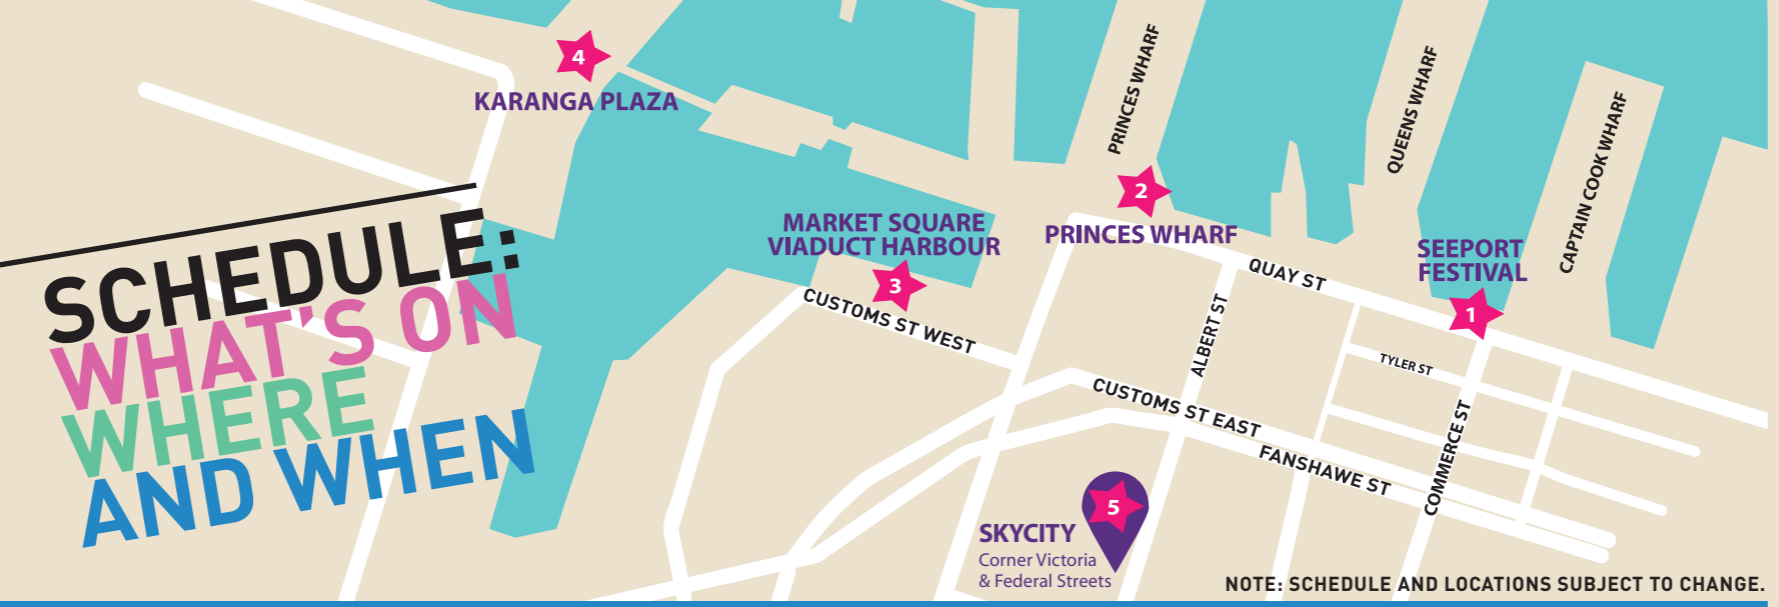 SCHEDULE:
WHAT'S ON
WHERE
AND WHEN
4
KARANGA PLAZA
PRINCES WHARF
QUEENS WHARF
CAPTAIN COOK WHARF
2
PRINCES WHARF
MARKET SQUARE
VIADUCT HARBOUR
3
SEEPORT
FESTIVAL
1
QUAY ST
CUSTOMS ST WEST
ALBERT ST
TYLER ST
CUSTOMS ST EAST
FANSHAWE ST
COMMERCE ST
5
SKYCITY
Corner Victoria
& Federal Streets
NOTE: SCHEDULE AND LOCATIONS SUBJECT TO CHANGE.